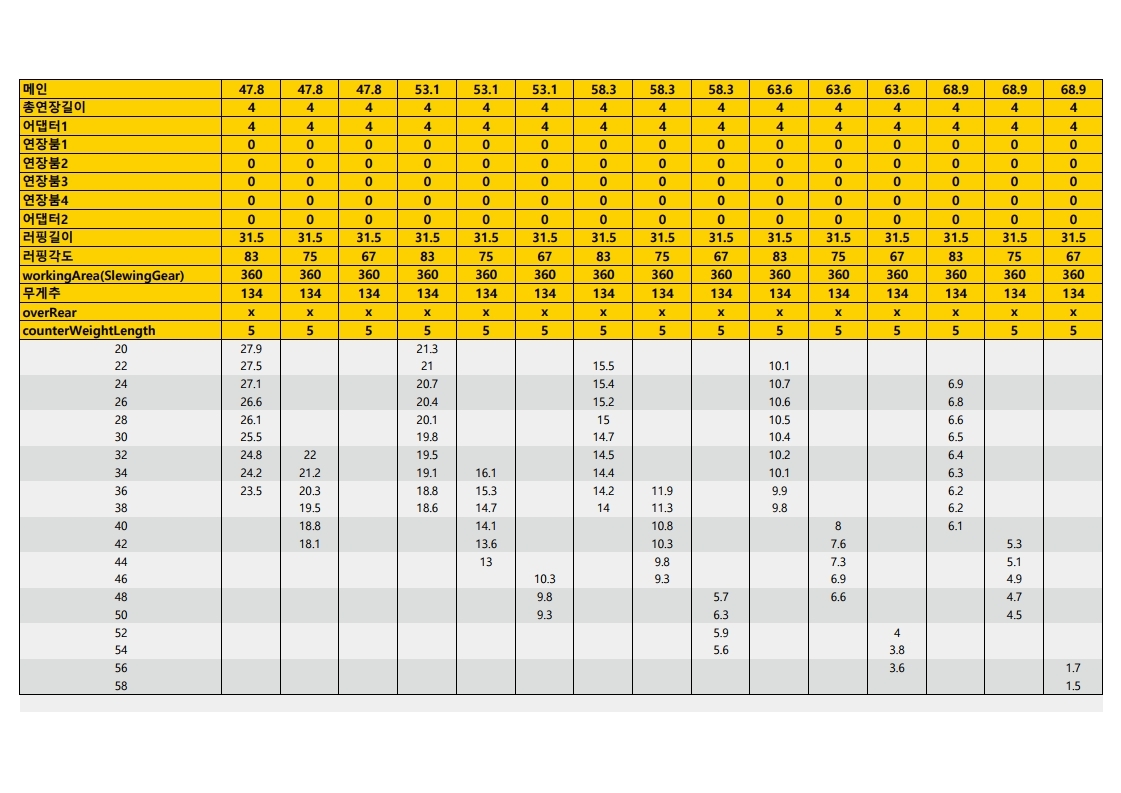 메인 47.8 47.8 47.8 53.1 53.1 53.1 58.3 58.3 58.3 63.6 63.6 63.6 68.9 68.9 68.9
총연장길이 4 4 4 4 4 4 4 4 4 4 4 4 4 4 4
어댑터1 4 4 4 4 4 4 4 4 4 4 4 4 4 4 4
연장붐1 0 0 0 0 0 0 0 0 0 0 0 0 0 0 0
연장붐2 0 0 0 0 0 0 0 0 0 0 0 0 0 0 0
연장붐3 0 0 0 0 0 0 0 0 0 0 0 0 0 0 0
연장붐4 0 0 0 0 0 0 0 0 0 0 0 0 0 0 0
어댑터2 0 0 0 0 0 0 0 0 0 0 0 0 0 0 0
러핑길이 31.5 31.5 31.5 31.5 31.5 31.5 31.5 31.5 31.5 31.5 31.5 31.5 31.5 31.5 31.5
러핑각도 83 75 67 83 75 67 83 75 67 83 75 67 83 75 67
workingArea(SlewingGear) 360 360 360 360 360 360 360 360 360 360 360 360 360 360 360
무게추 134 134 134 134 134 134 134 134 134 134 134 134 134 134 134
overRear x x x x x x x x x x x x x x x
counterWeightLength 5 5 5 5 5 5 5 5 5 5 5 5 5 5 5
20 27.9 21.3
22 27.5 21 15.5 10.1
24 27.1 20.7 15.4 10.7 6.9
26 26.6 20.4 15.2 10.6 6.8
28 26.1 20.1 15 10.5 6.6
30 25.5 19.8 14.7 10.4 6.5
32 24.8 22 19.5 14.5 10.2 6.4
34 24.2 21.2 19.1 16.1 14.4 10.1 6.3
36 23.5 20.3 18.8 15.3 14.2 11.9 9.9 6.2
38 19.5 18.6 14.7 14 11.3 9.8 6.2
40 18.8 14.1 10.8 8 6.1
42 18.1 13.6 10.3 7.6 5.3
44 13 9.8 7.3 5.1
46 10.3 9.3 6.9 4.9
48 9.8 5.7 6.6 4.7
50 9.3 6.3 4.5
52 5.9 4
54 5.6 3.8
56 3.6 1.7
58 1.5